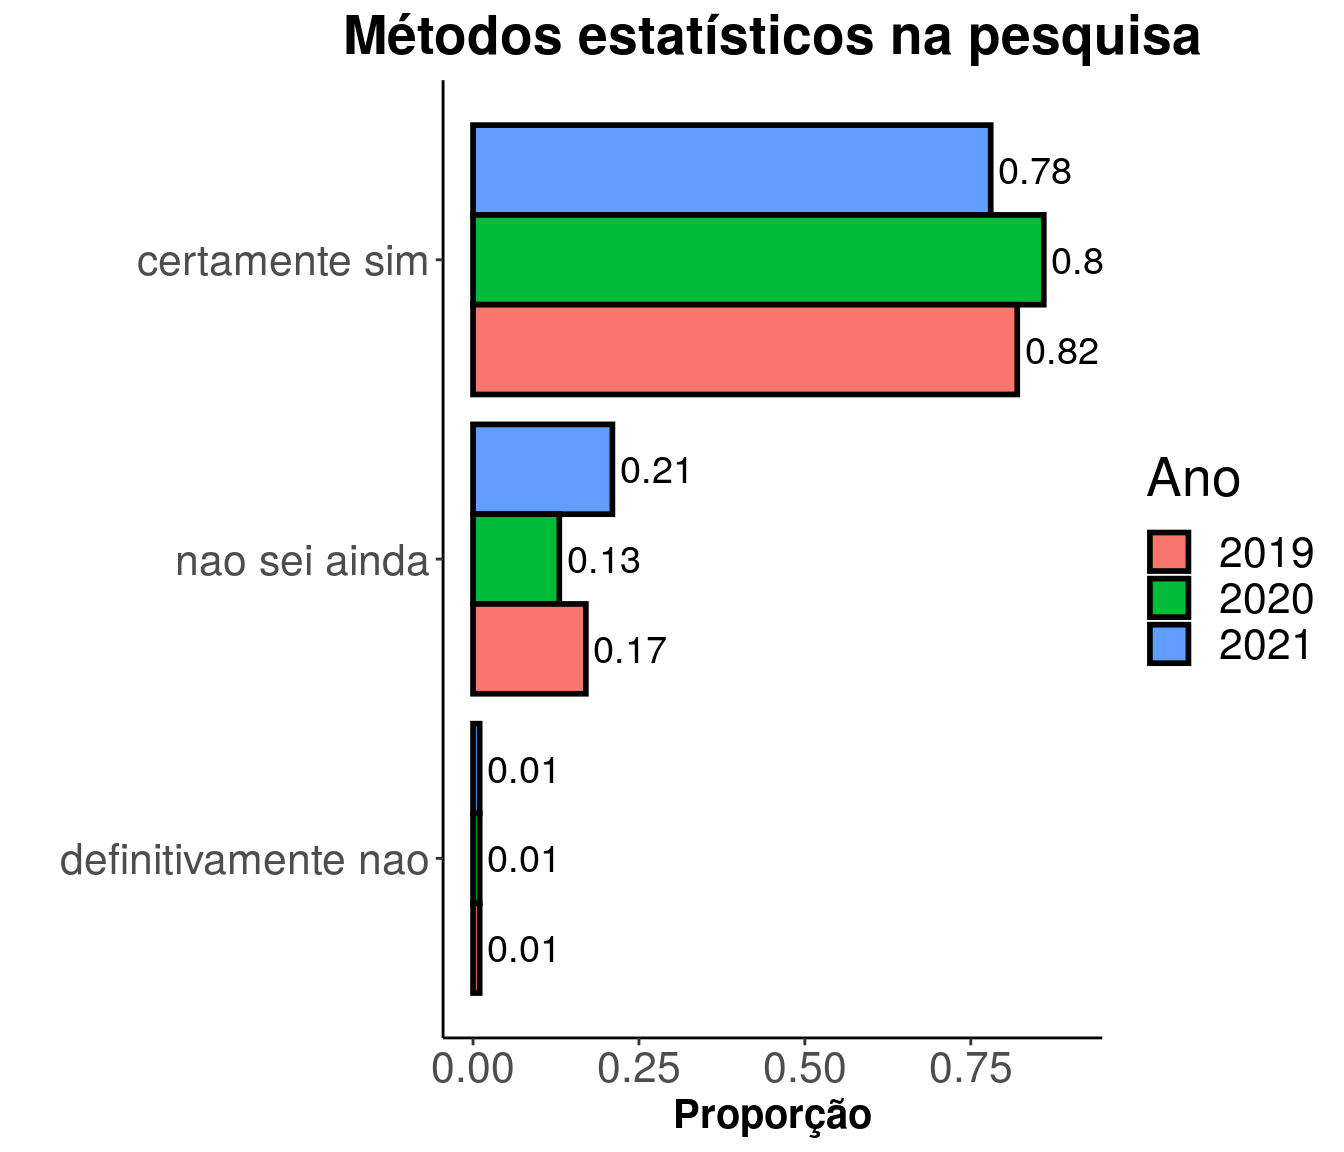 Métodos estatísticos na pesquisa
0.78
certamente sim
0.8
0.82
0.21
nao sei ainda
0.13
0.17
0.01
definitivamente nao
0.01
0.01
Ano
2019
2020
2021
0.00 0.25 0.50 0.75
Proporção